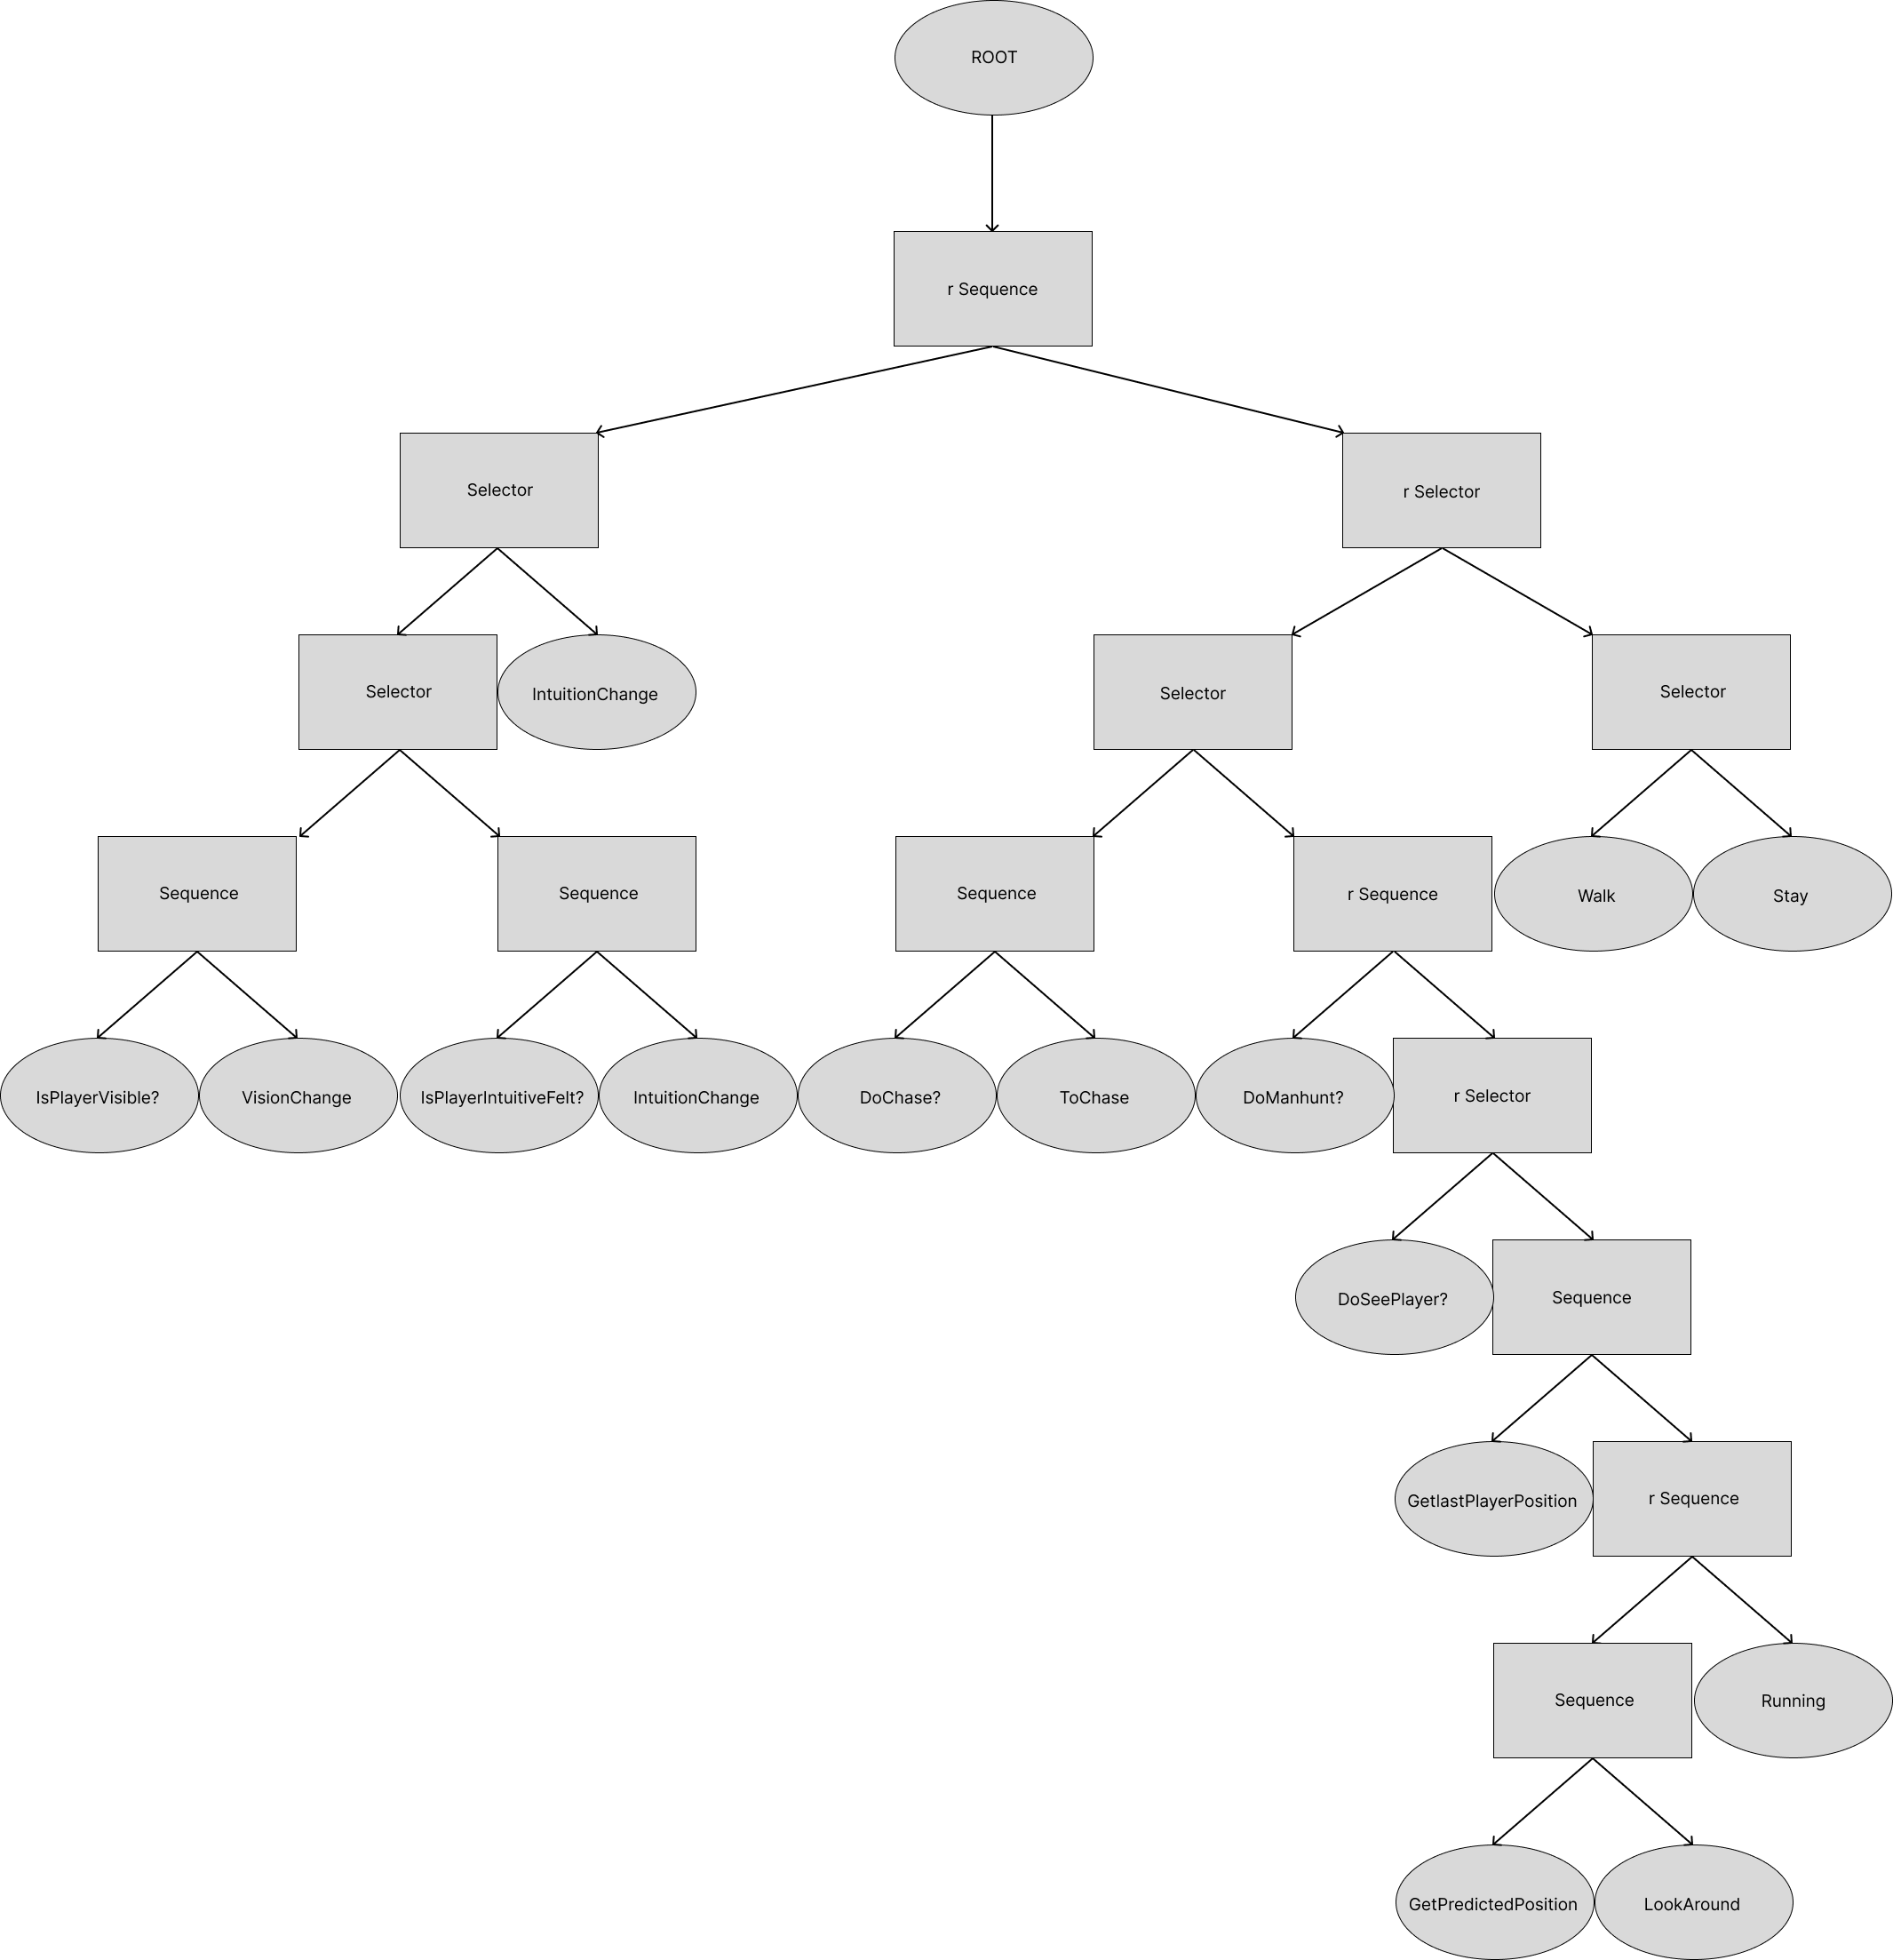 ROOT
r Sequence
Selector
r Selector
Selector
IntuitionChange
Selector
Selector
Sequence
Sequence
Sequence
r Sequence
Walk
Stay
IsPlayerVisible?
VisionChange
IsPlayerIntuitiveFelt?
IntuitionChange
DoChase?
ToChase
DoManhunt?
r Selector
DoSeePlayer?
Sequence
GetlastPlayerPosition
r Sequence
Sequence
Running
GetPredictedPosition
LookAround